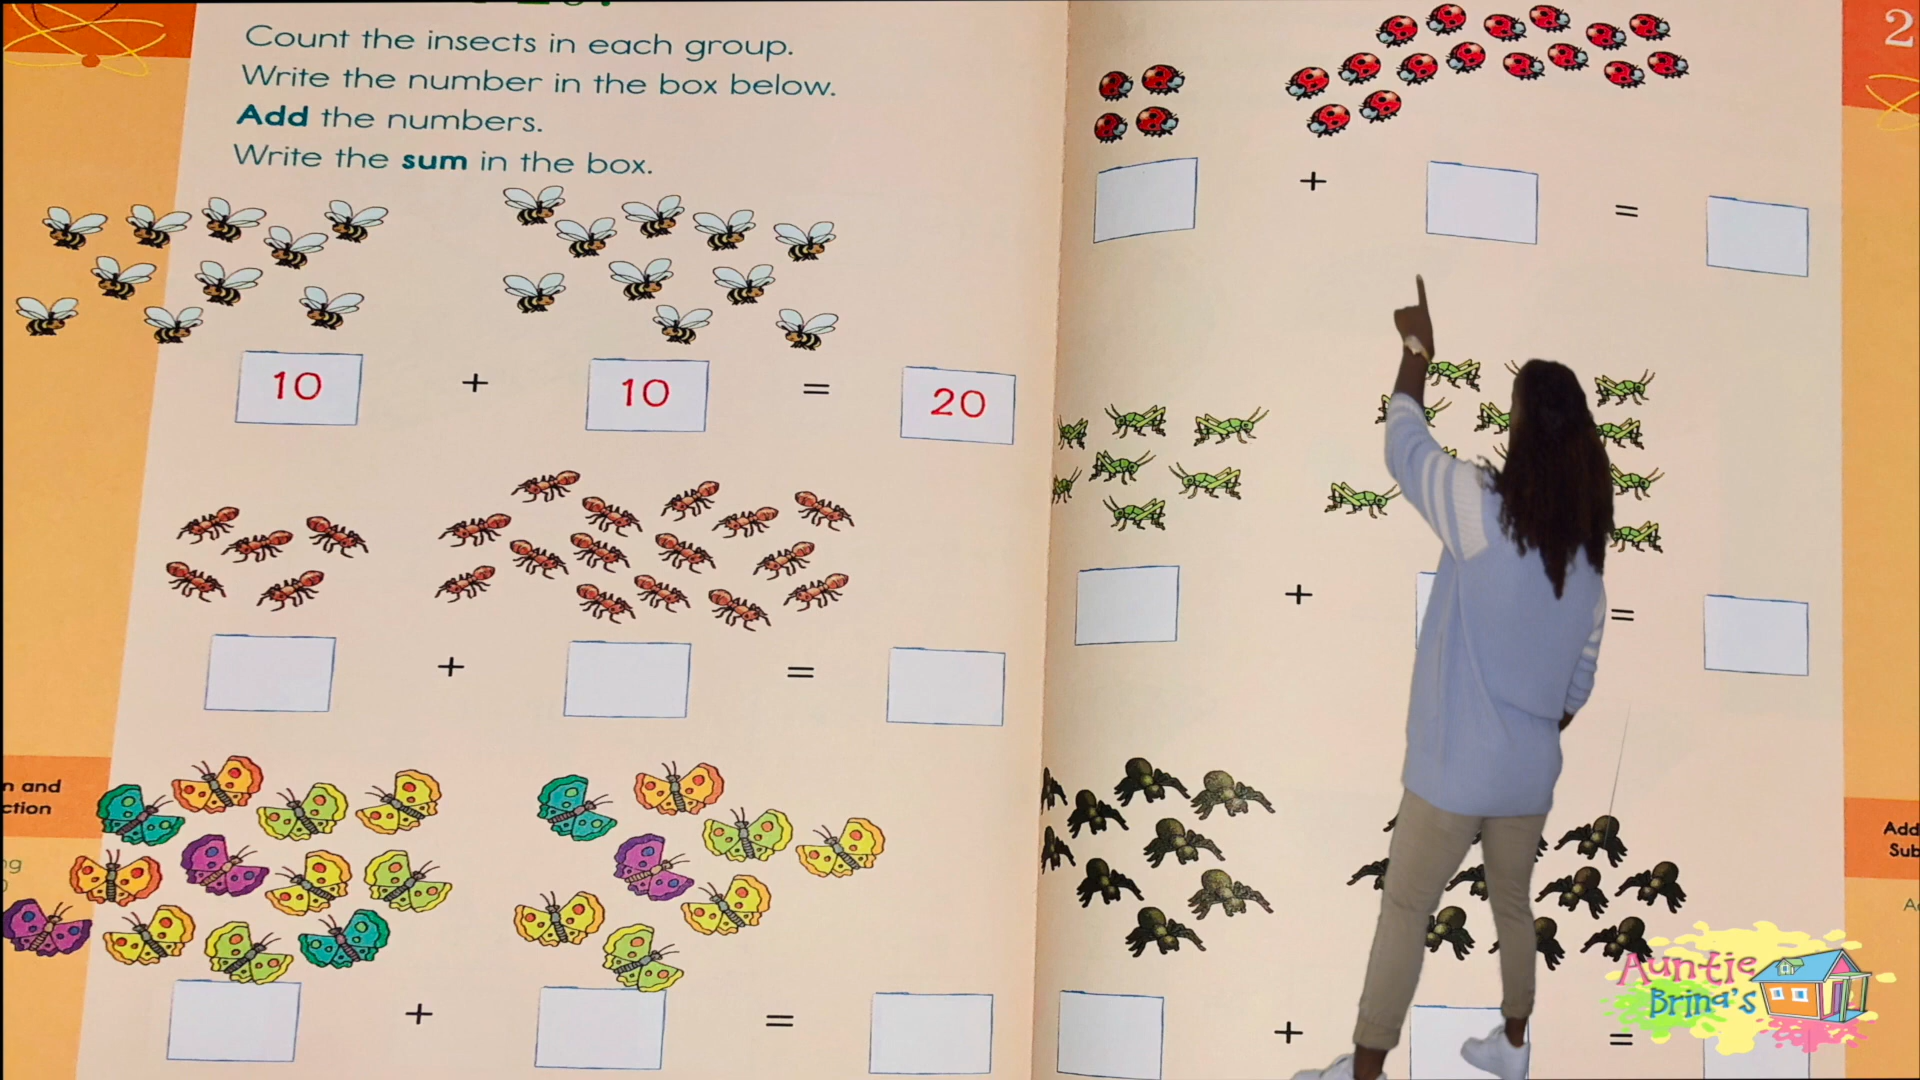 Count the insects in each group.
Write the number in the box below.
Add the numbers.
Write the sum in the box.
10 + 10 = 20
+ =
+ =
2
+ =
+ =
+ =
n and
ction
Add
Sub
Auntie
Brina's